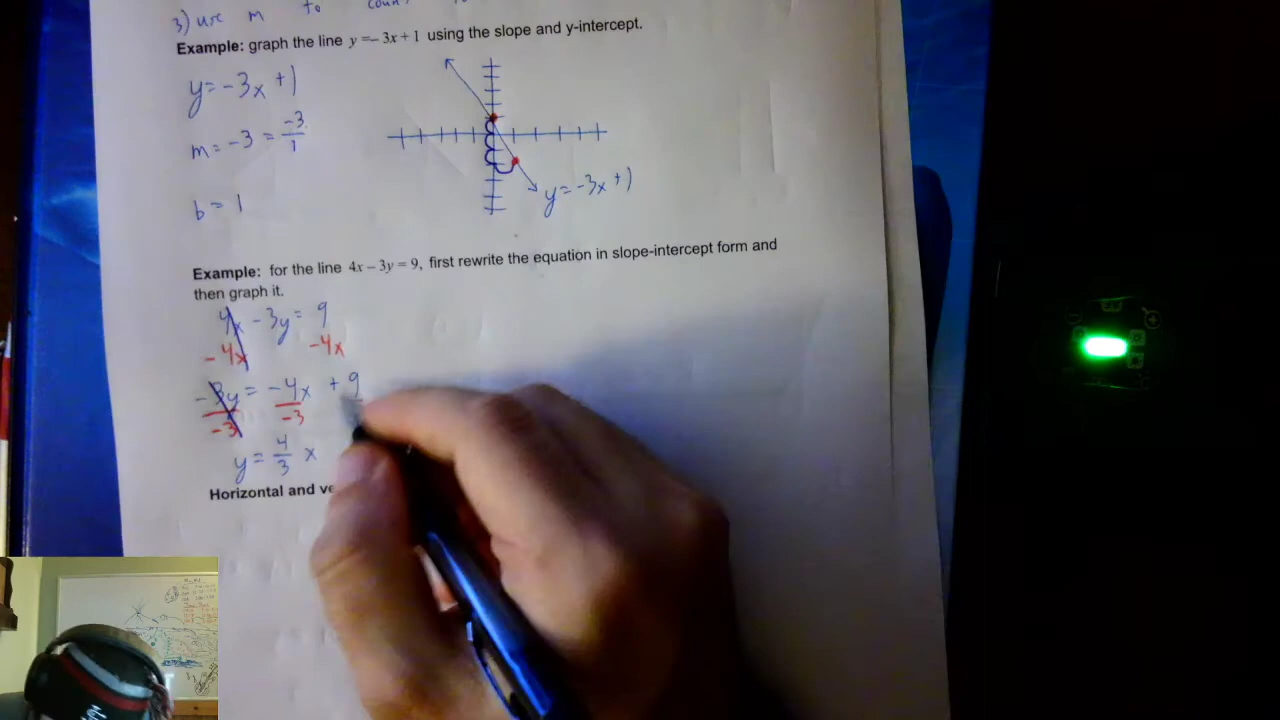 3) use m to
Example: graph the line y = – 3x + 1 using the slope and y-intercept.
y = -3x + 1
m = -3 = -3/1
b = 1
y = -3x + 1
Example: for the line 4x – 3y = 9, first rewrite the equation in slope-intercept form and
then graph it.
4x - 3y = 9
-4x -4x
-3y = -4x + 9
-3 -3
y = 4/3 x
Horizontal and